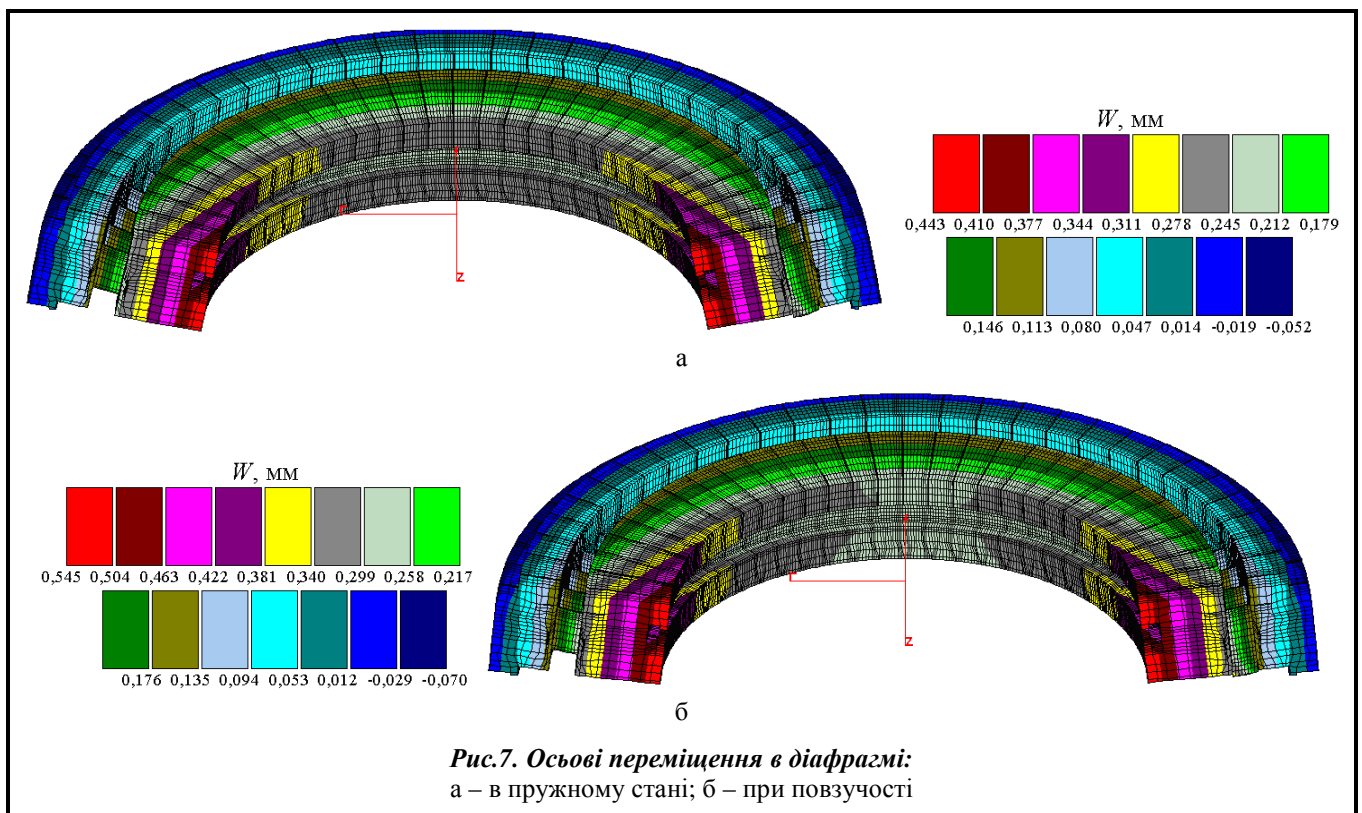 W, мм
0,443 0,410 0,377 0,344 0,311 0,278 0,245 0,212 0,179
0,146 0,113 0,080 0,047 0,014 -0,019 -0,052
r
z
а
W, мм
0,545 0,504 0,463 0,422 0,381 0,340 0,299 0,258 0,217
0,176 0,135 0,094 0,053 0,012 -0,029 -0,070
r
z
б
Рис.7. Осьові переміщення в діафрагмі:
а – в пружному стані; б – при повзучості